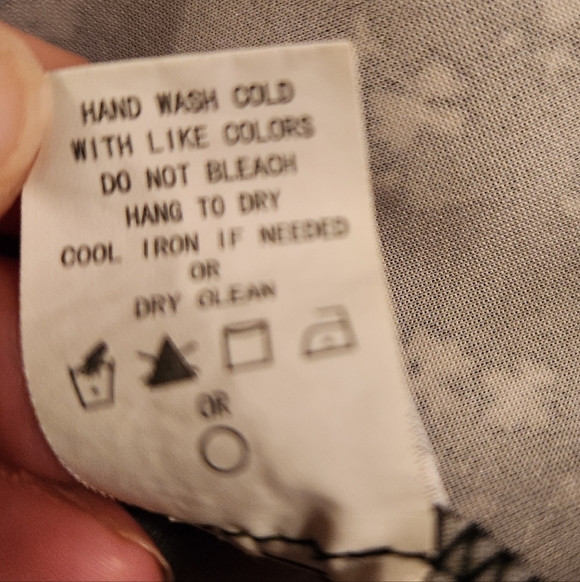 HAND WASH COLD
WITH LIKE COLORS
DO NOT BLEACH
HANG TO DRY
COOL IRON IF NEEDED
OR
DRY CLEAN
OR